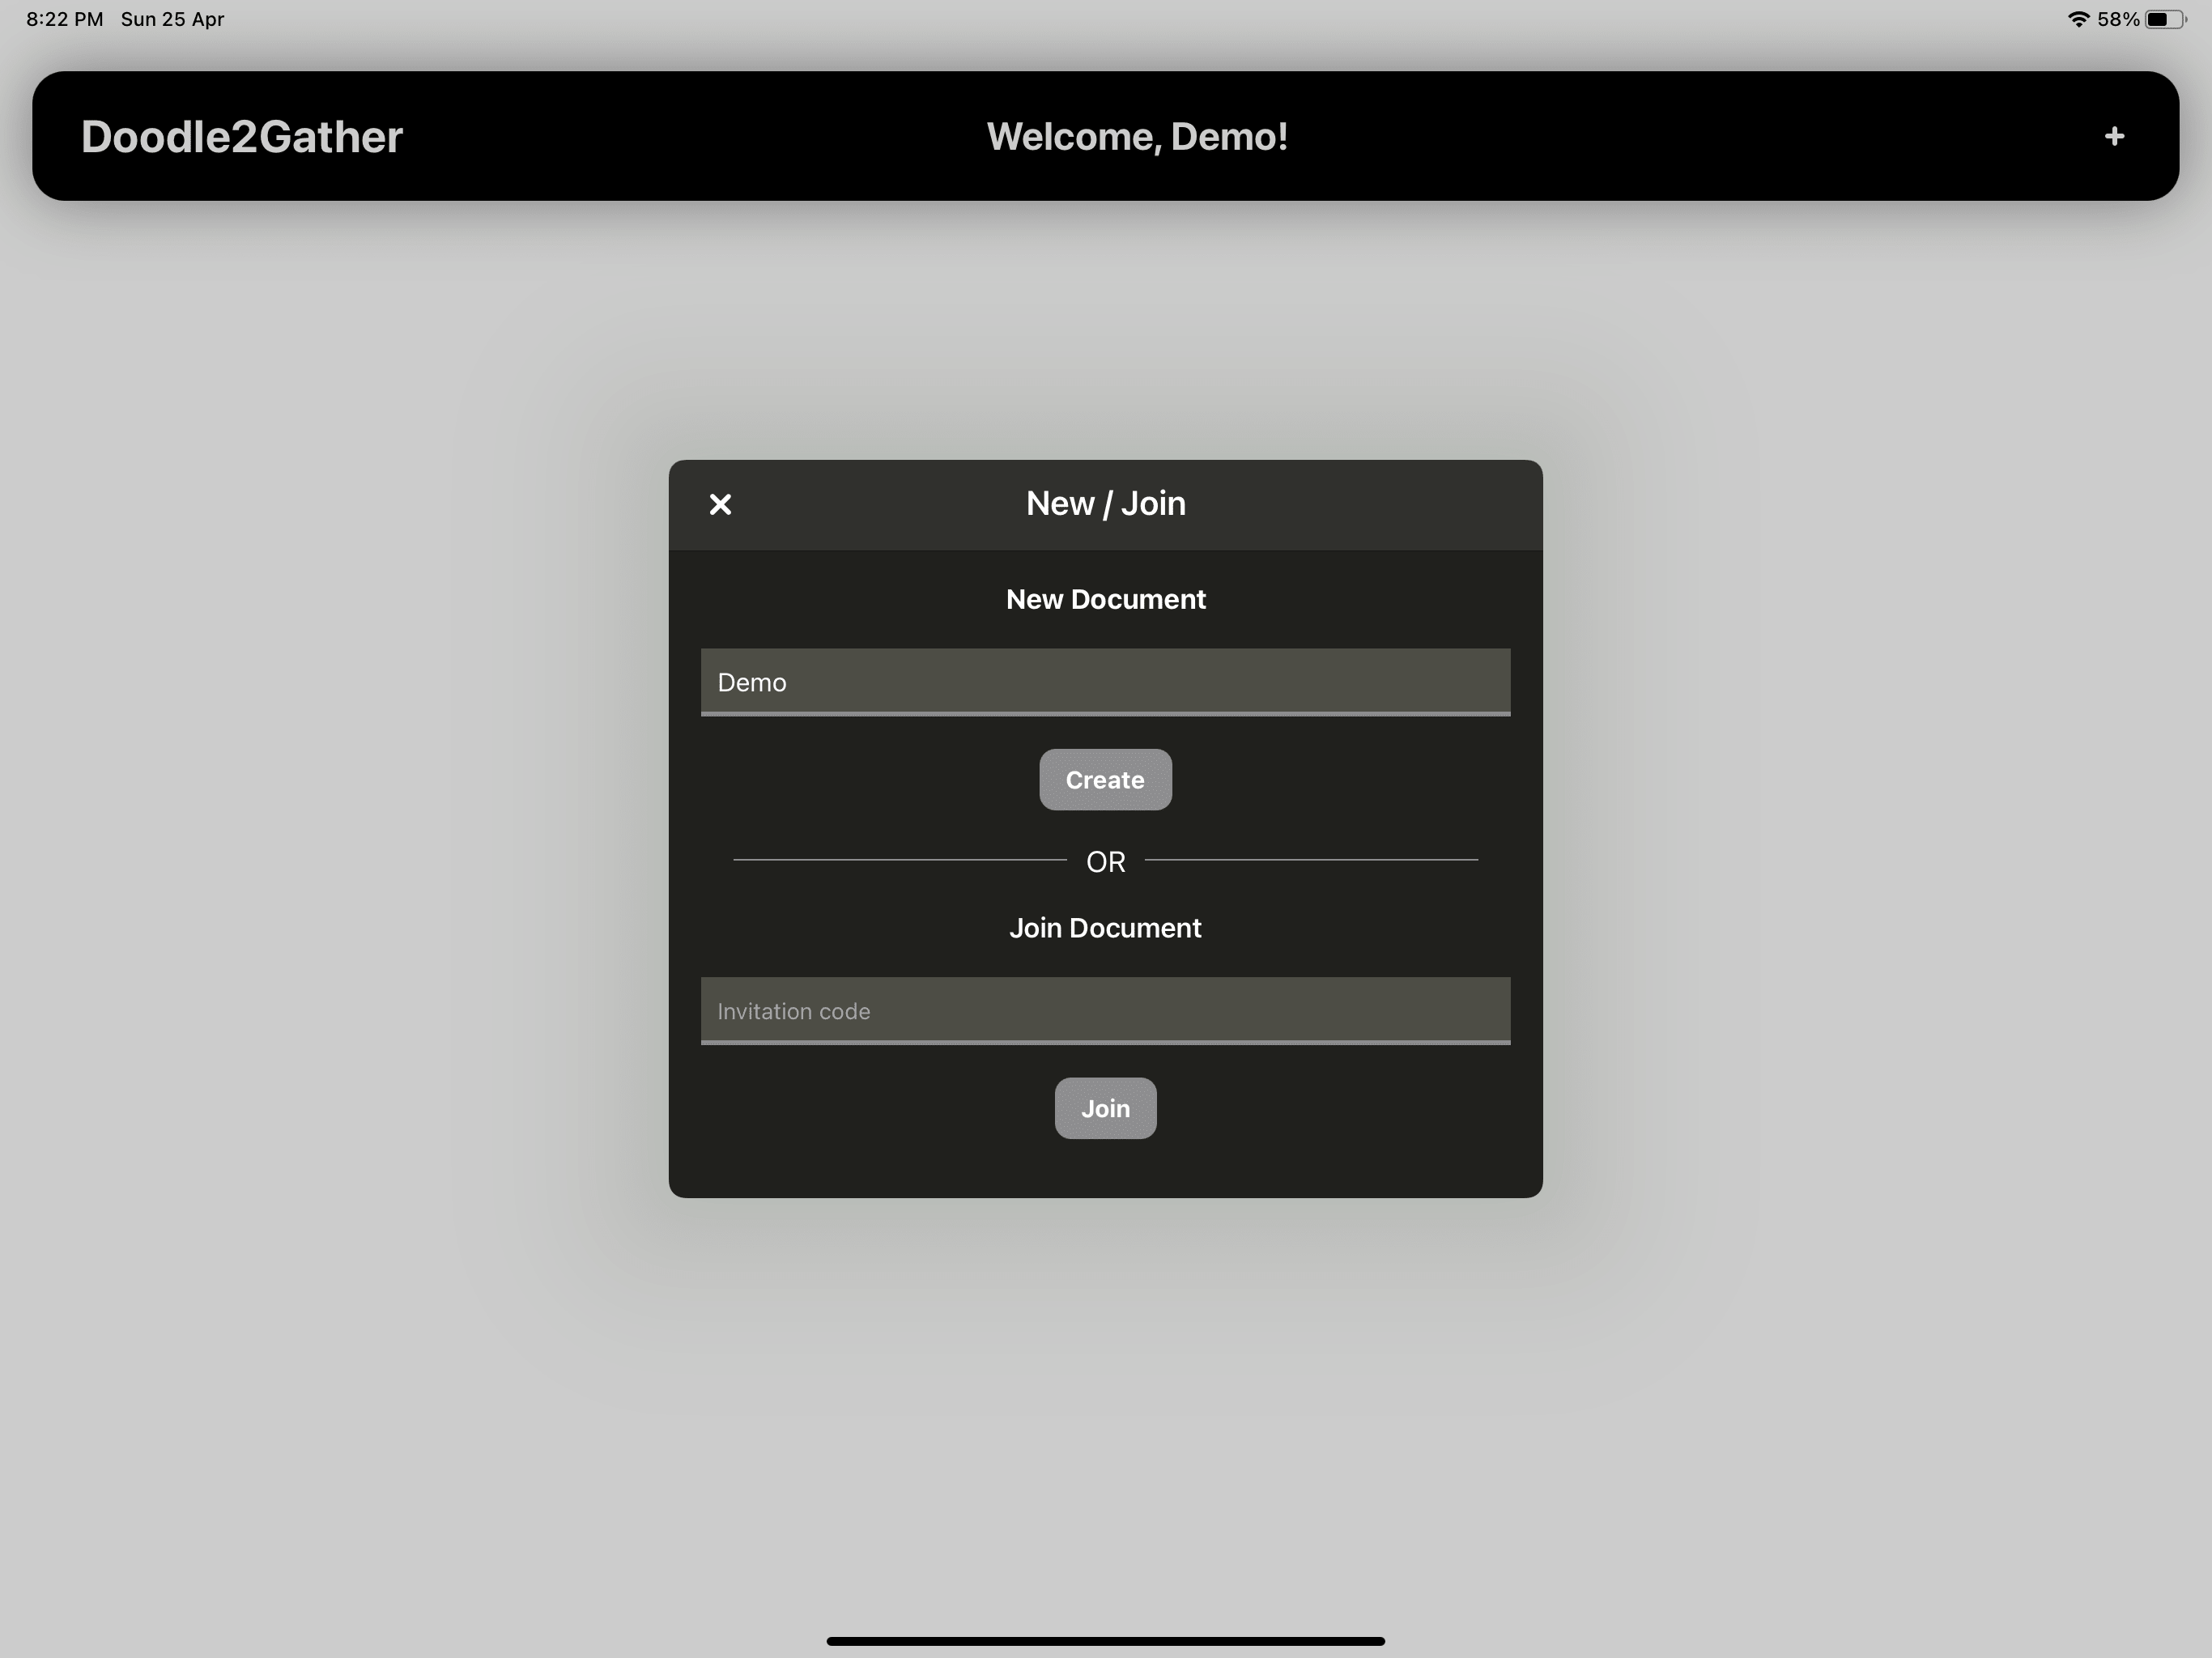 8:22 PM Sun 25 Apr 58%
Doodle2Gather Welcome, Demo! +
New / Join
New Document
Demo
Create
OR
Join Document
Invitation code
Join